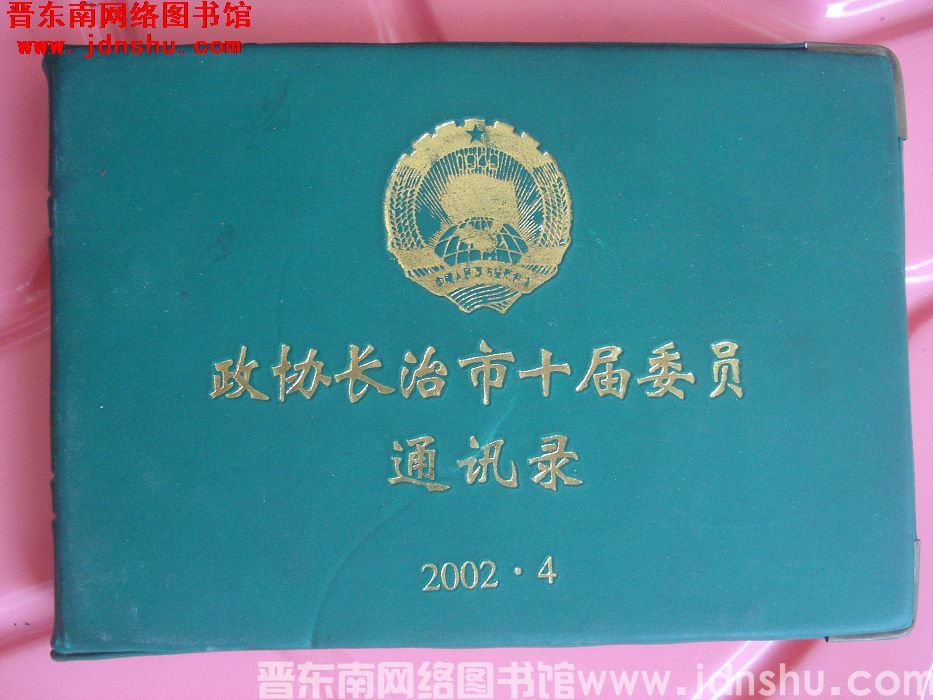 晋东南网络图书馆
www. jdnshu. com
1949
政协长治市十届委员
通讯录
2002·4
晋东南网络图书馆www.jdnshu.com